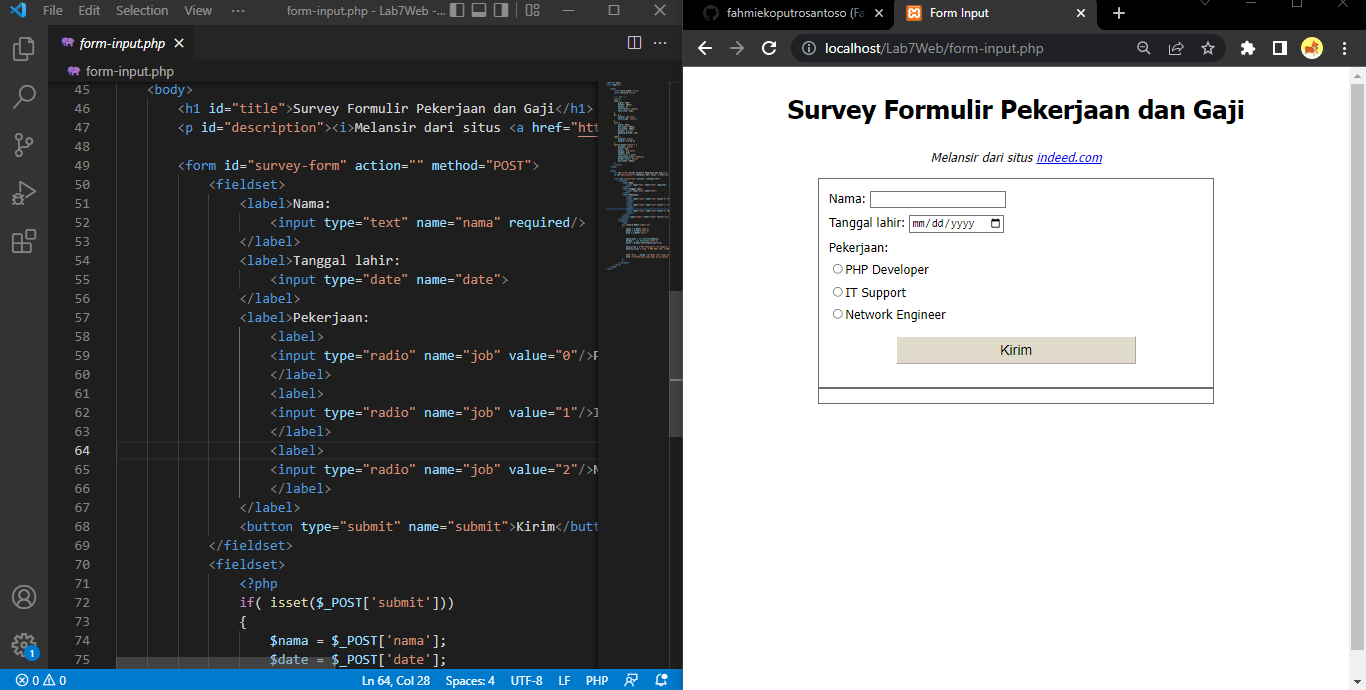 File Edit Selection View ··· form-input.php - Lab7Web -...
form-input.php
form-input.php
45 <body>
46 <h1 id="title">Survey Formulir Pekerjaan dan Gaji</h1>
47 <p id="description"><i>Melansir dari situs <a href="htt
48
49 <form id="survey-form" action="" method="POST">
50 <fieldset>
51 <label>Nama:
52 <input type="text" name="nama" required/>
53 </label>
54 <label>Tanggal lahir:
55 <input type="date" name="date">
56 </label>
57 <label>Pekerjaan:
58 <label>
59 <input type="radio" name="job" value="0"/>P
60 </label>
61 <label>
62 <input type="radio" name="job" value="1"/>I
63 </label>
64 <label>
65 <input type="radio" name="job" value="2"/>N
66 </label>
67 </label>
68 <button type="submit" name="submit">Kirim</butt
69 </fieldset>
70 <fieldset>
71 <?php
72 if( isset($_POST['submit']))
73 {
74 $nama = $_POST['nama'];
75 $date = $_POST['date'];
1
0 0 Ln 64, Col 28 Spaces: 4 UTF-8 LF PHP
fahmiekoputrosantoso (Fa
Form Input
localhost/Lab7Web/form-input.php
Survey Formulir Pekerjaan dan Gaji
Melansir dari situs indeed.com
Nama:
Tanggal lahir: mm/dd/yyyy
Pekerjaan:
PHP Developer
IT Support
Network Engineer
Kirim